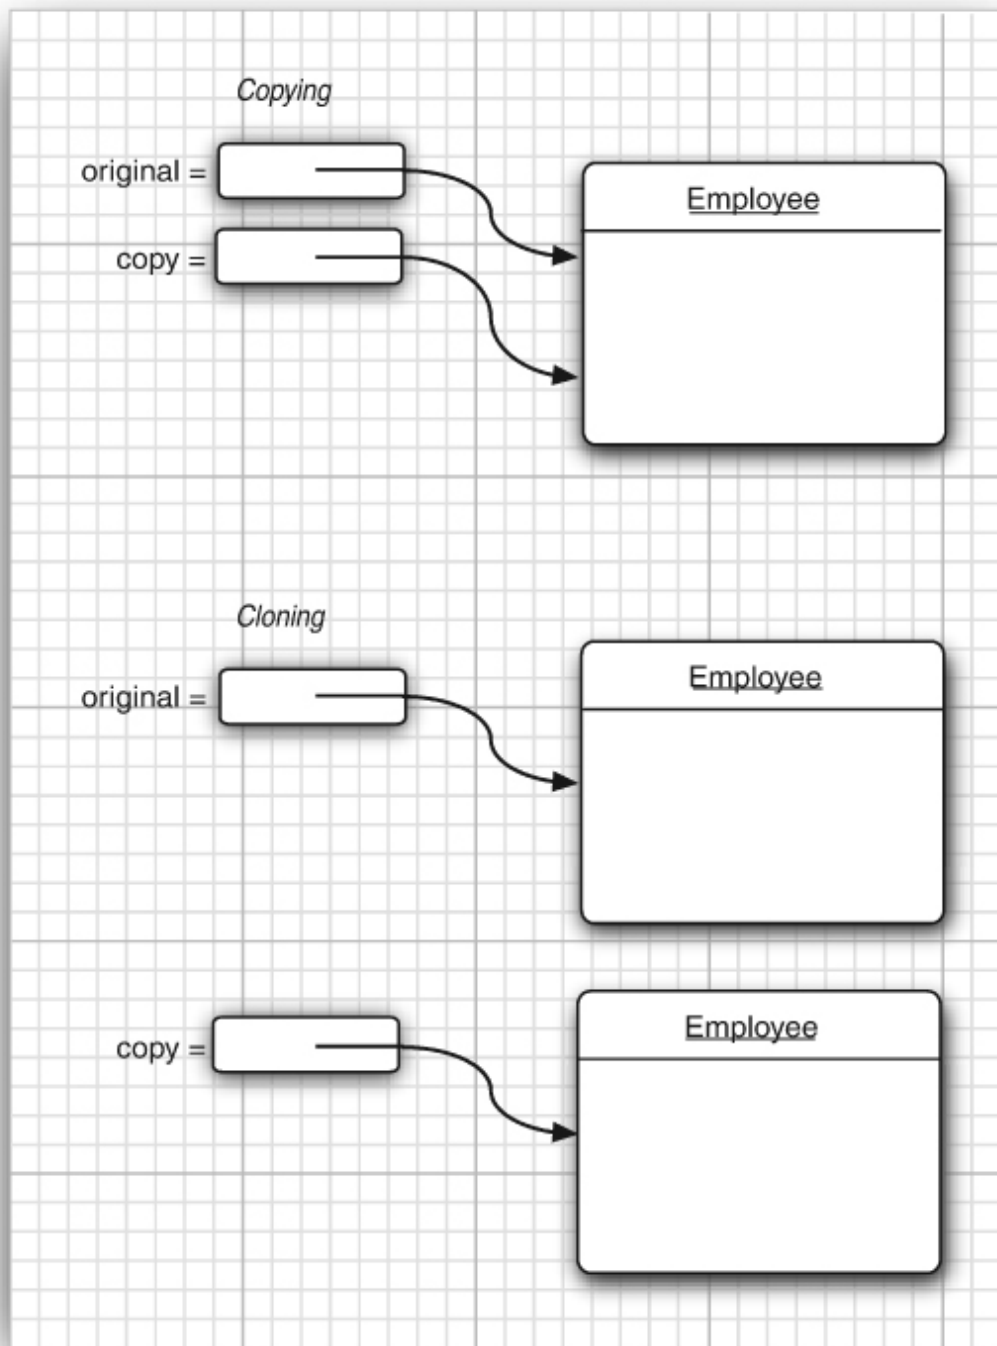 Copying
original =
Employee
copy =
Cloning
original =
Employee
copy =
Employee